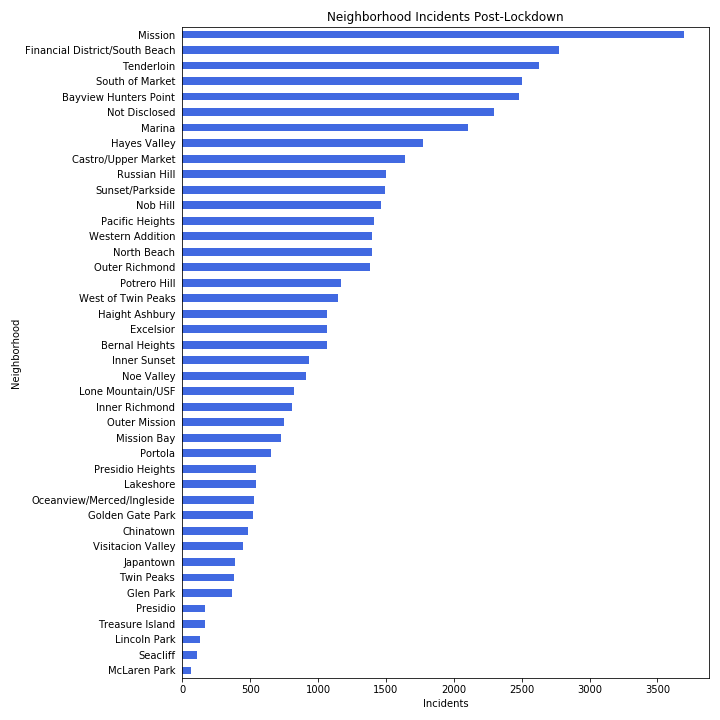 Neighborhood Incidents Post-Lockdown
Mission
Financial District/South Beach
Tenderloin
South of Market
Bayview Hunters Point
Not Disclosed
Marina
Hayes Valley
Castro/Upper Market
Russian Hill
Sunset/Parkside
Nob Hill
Pacific Heights
Western Addition
North Beach
Outer Richmond
Potrero Hill
West of Twin Peaks
Haight Ashbury
Excelsior
Bernal Heights
Inner Sunset
Noe Valley
Lone Mountain/USF
Inner Richmond
Outer Mission
Mission Bay
Portola
Presidio Heights
Lakeshore
Oceanview/Merced/Ingleside
Golden Gate Park
Chinatown
Visitacion Valley
Japantown
Twin Peaks
Glen Park
Presidio
Treasure Island
Lincoln Park
Seacliff
McLaren Park
Neighborhood
0 500 1000 1500 2000 2500 3000 3500
Incidents